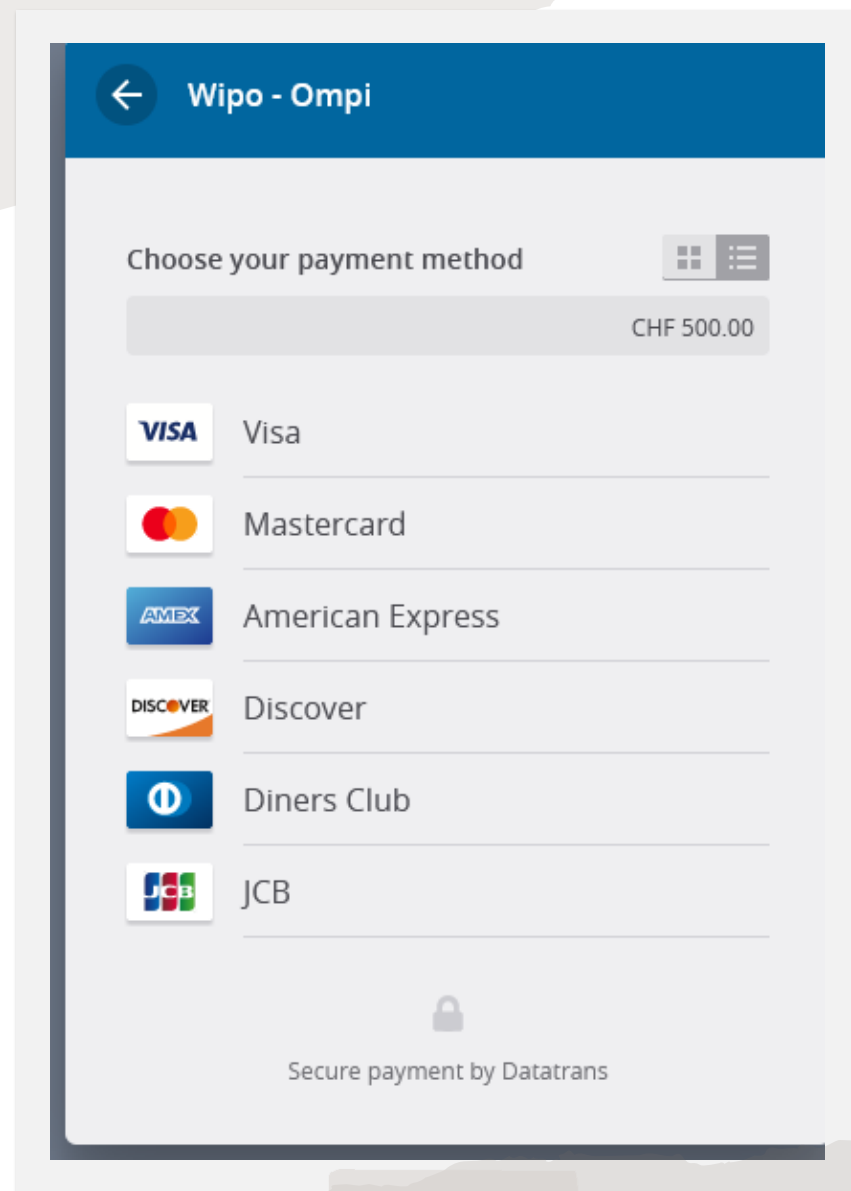 Wipo - Ompi
Choose your payment method
CHF 500.00
VISA Visa
Mastercard
AMEX American Express
DISCOVER Discover
Diners Club
JCB JCB
Secure payment by Datatrans